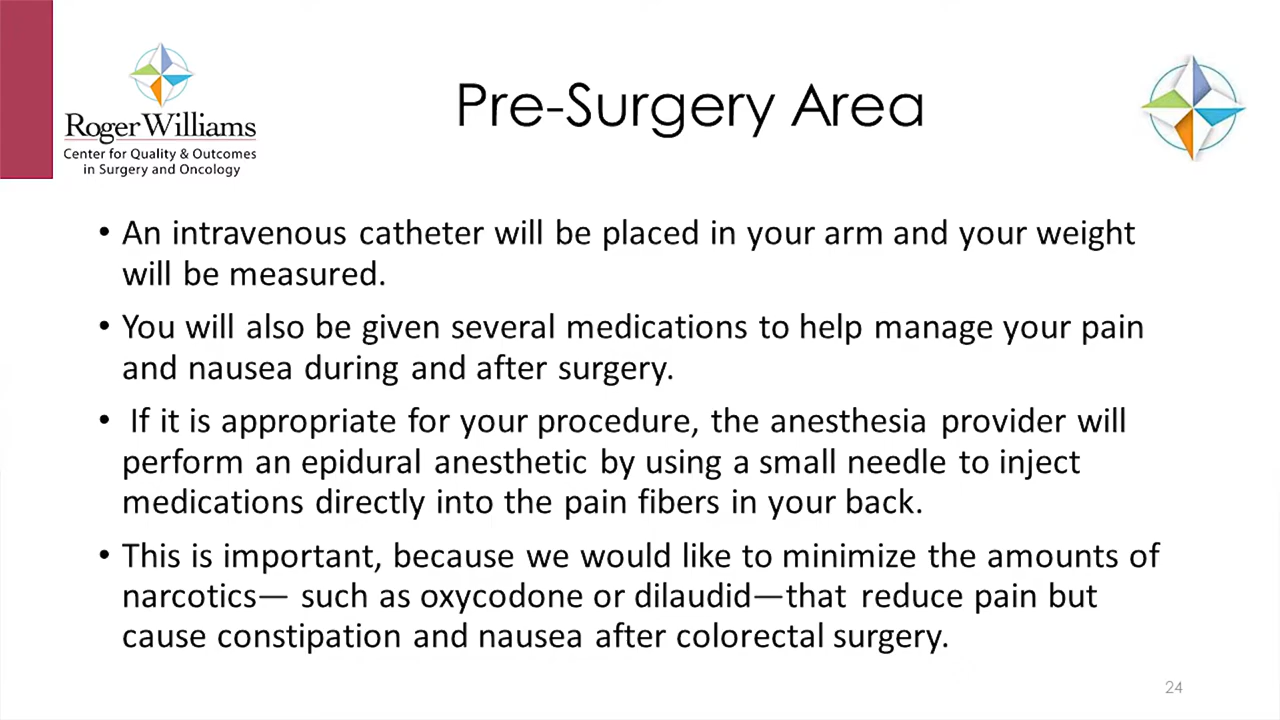 Roger Williams
Center for Quality & Outcomes
in Surgery and Oncology
Pre-Surgery Area
• An intravenous catheter will be placed in your arm and your weight
will be measured.
• You will also be given several medications to help manage your pain
and nausea during and after surgery.
• If it is appropriate for your procedure, the anesthesia provider will
perform an epidural anesthetic by using a small needle to inject
medications directly into the pain fibers in your back.
• This is important, because we would like to minimize the amounts of
narcotics— such as oxycodone or dilaudid—that reduce pain but
cause constipation and nausea after colorectal surgery.
24